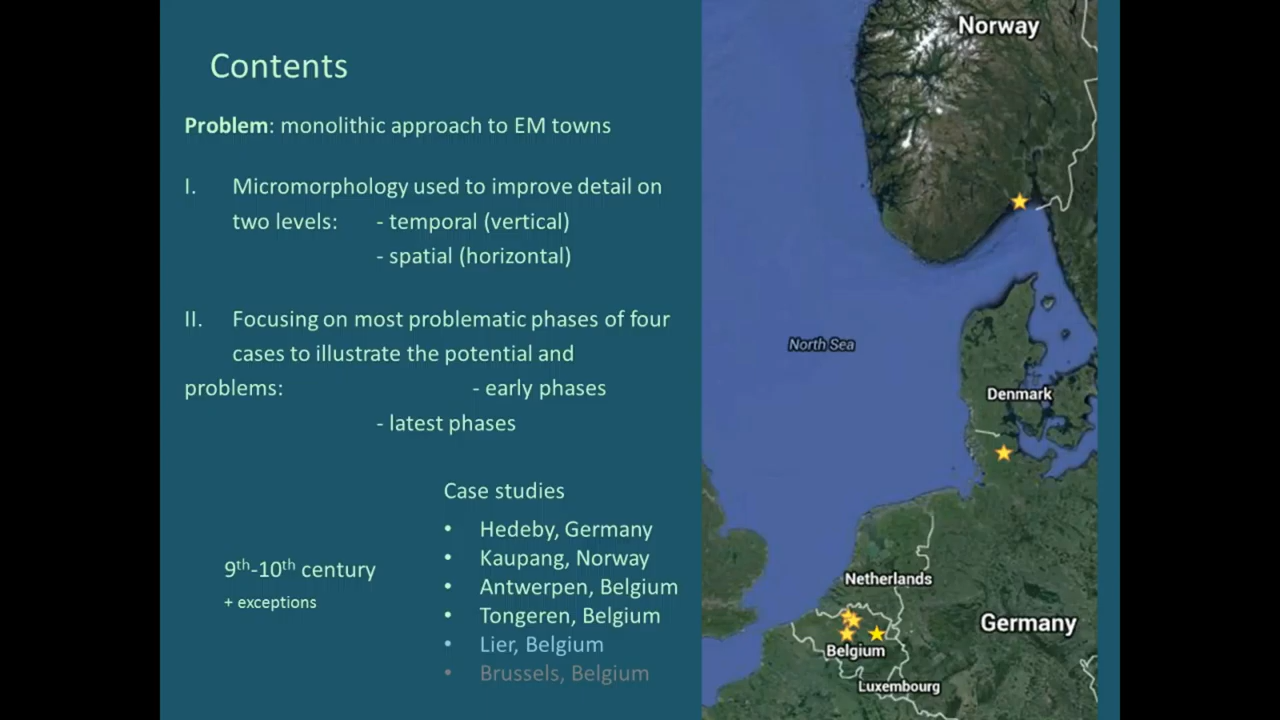 Contents
Problem: monolithic approach to EM towns
I. Micromorphology used to improve detail on
two levels: - temporal (vertical)
- spatial (horizontal)
II. Focusing on most problematic phases of four
cases to illustrate the potential and
problems: - early phases
- latest phases
Case studies
• Hedeby, Germany
• Kaupang, Norway
• Antwerpen, Belgium
• Tongeren, Belgium
• Lier, Belgium
• Brussels, Belgium
9th-10th century
+ exceptions
Norway
North Sea
Denmark
Netherlands
Germany
Belgium
Luxembourg